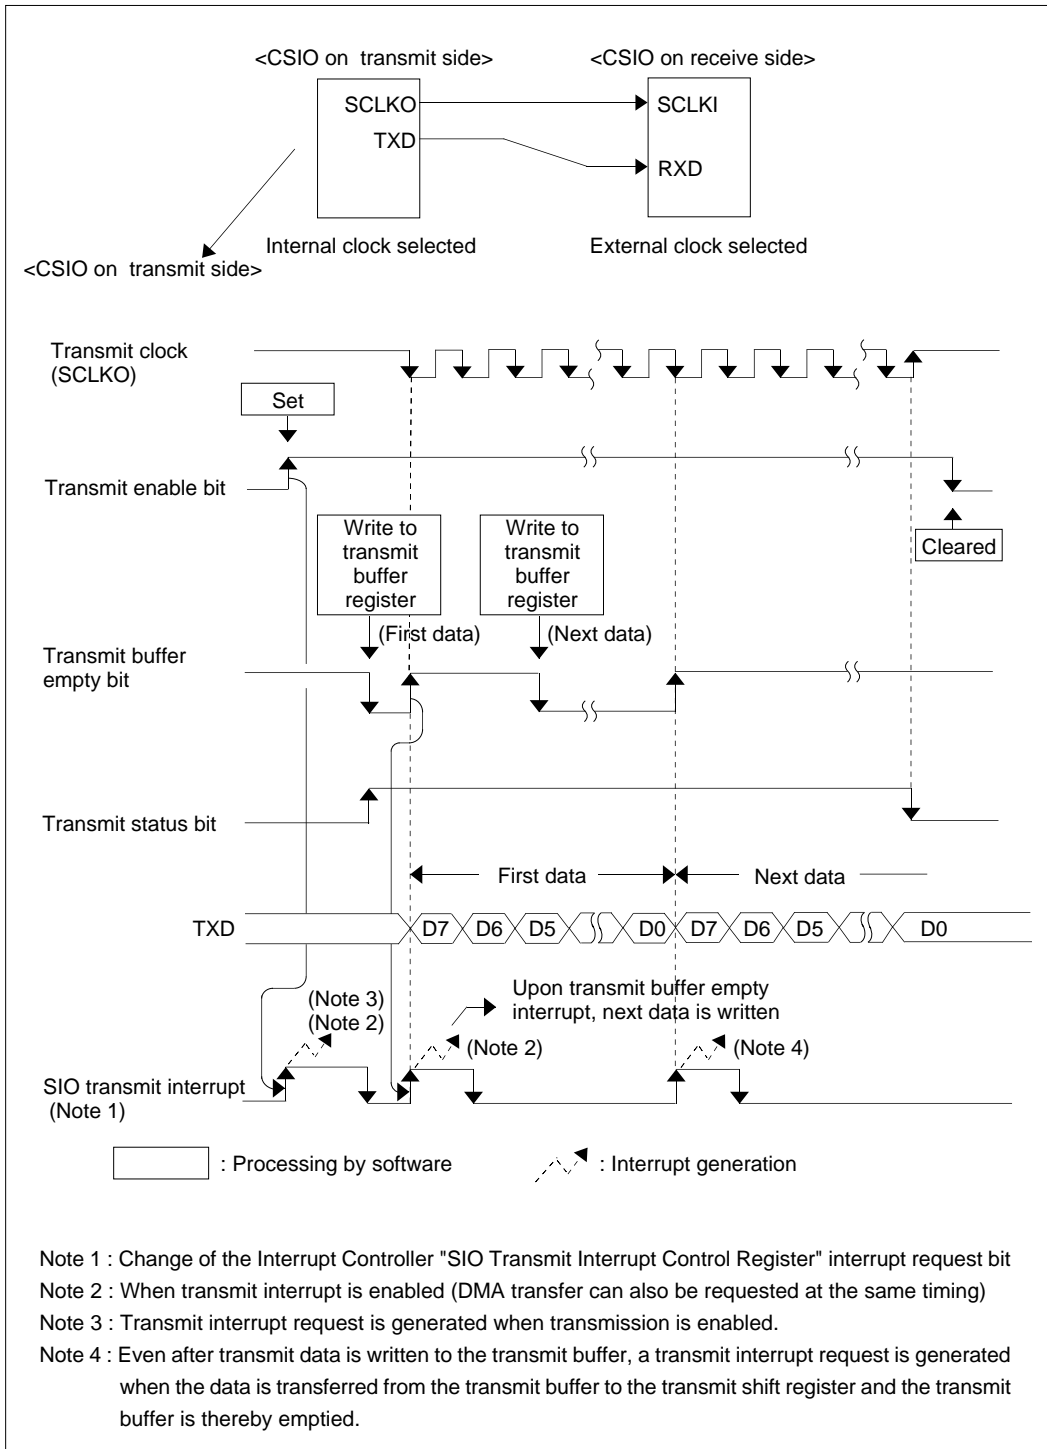 <CSIO on transmit side>
<CSIO on receive side>
SCLKO
SCLKI
TXD
RXD
Internal clock selected
External clock selected
<CSIO on transmit side>
Transmit clock
(SCLKO)
Set
Transmit enable bit
Write to
transmit
buffer
register
Write to
transmit
buffer
register
Cleared
(First data)
(Next data)
Transmit buffer
empty bit
Transmit status bit
First data
Next data
TXD
D7
D6
D5
D0
D7
D6
D5
D0
(Note 3)
(Note 2)
Upon transmit buffer empty
interrupt, next data is written
(Note 2)
(Note 4)
SIO transmit interrupt
(Note 1)
: Processing by software
: Interrupt generation
Note 1 : Change of the Interrupt Controller "SIO Transmit Interrupt Control Register" interrupt request bit
Note 2 : When transmit interrupt is enabled (DMA transfer can also be requested at the same timing)
Note 3 : Transmit interrupt request is generated when transmission is enabled.
Note 4 : Even after transmit data is written to the transmit buffer, a transmit interrupt request is generated
when the data is transferred from the transmit buffer to the transmit shift register and the transmit
buffer is thereby emptied.